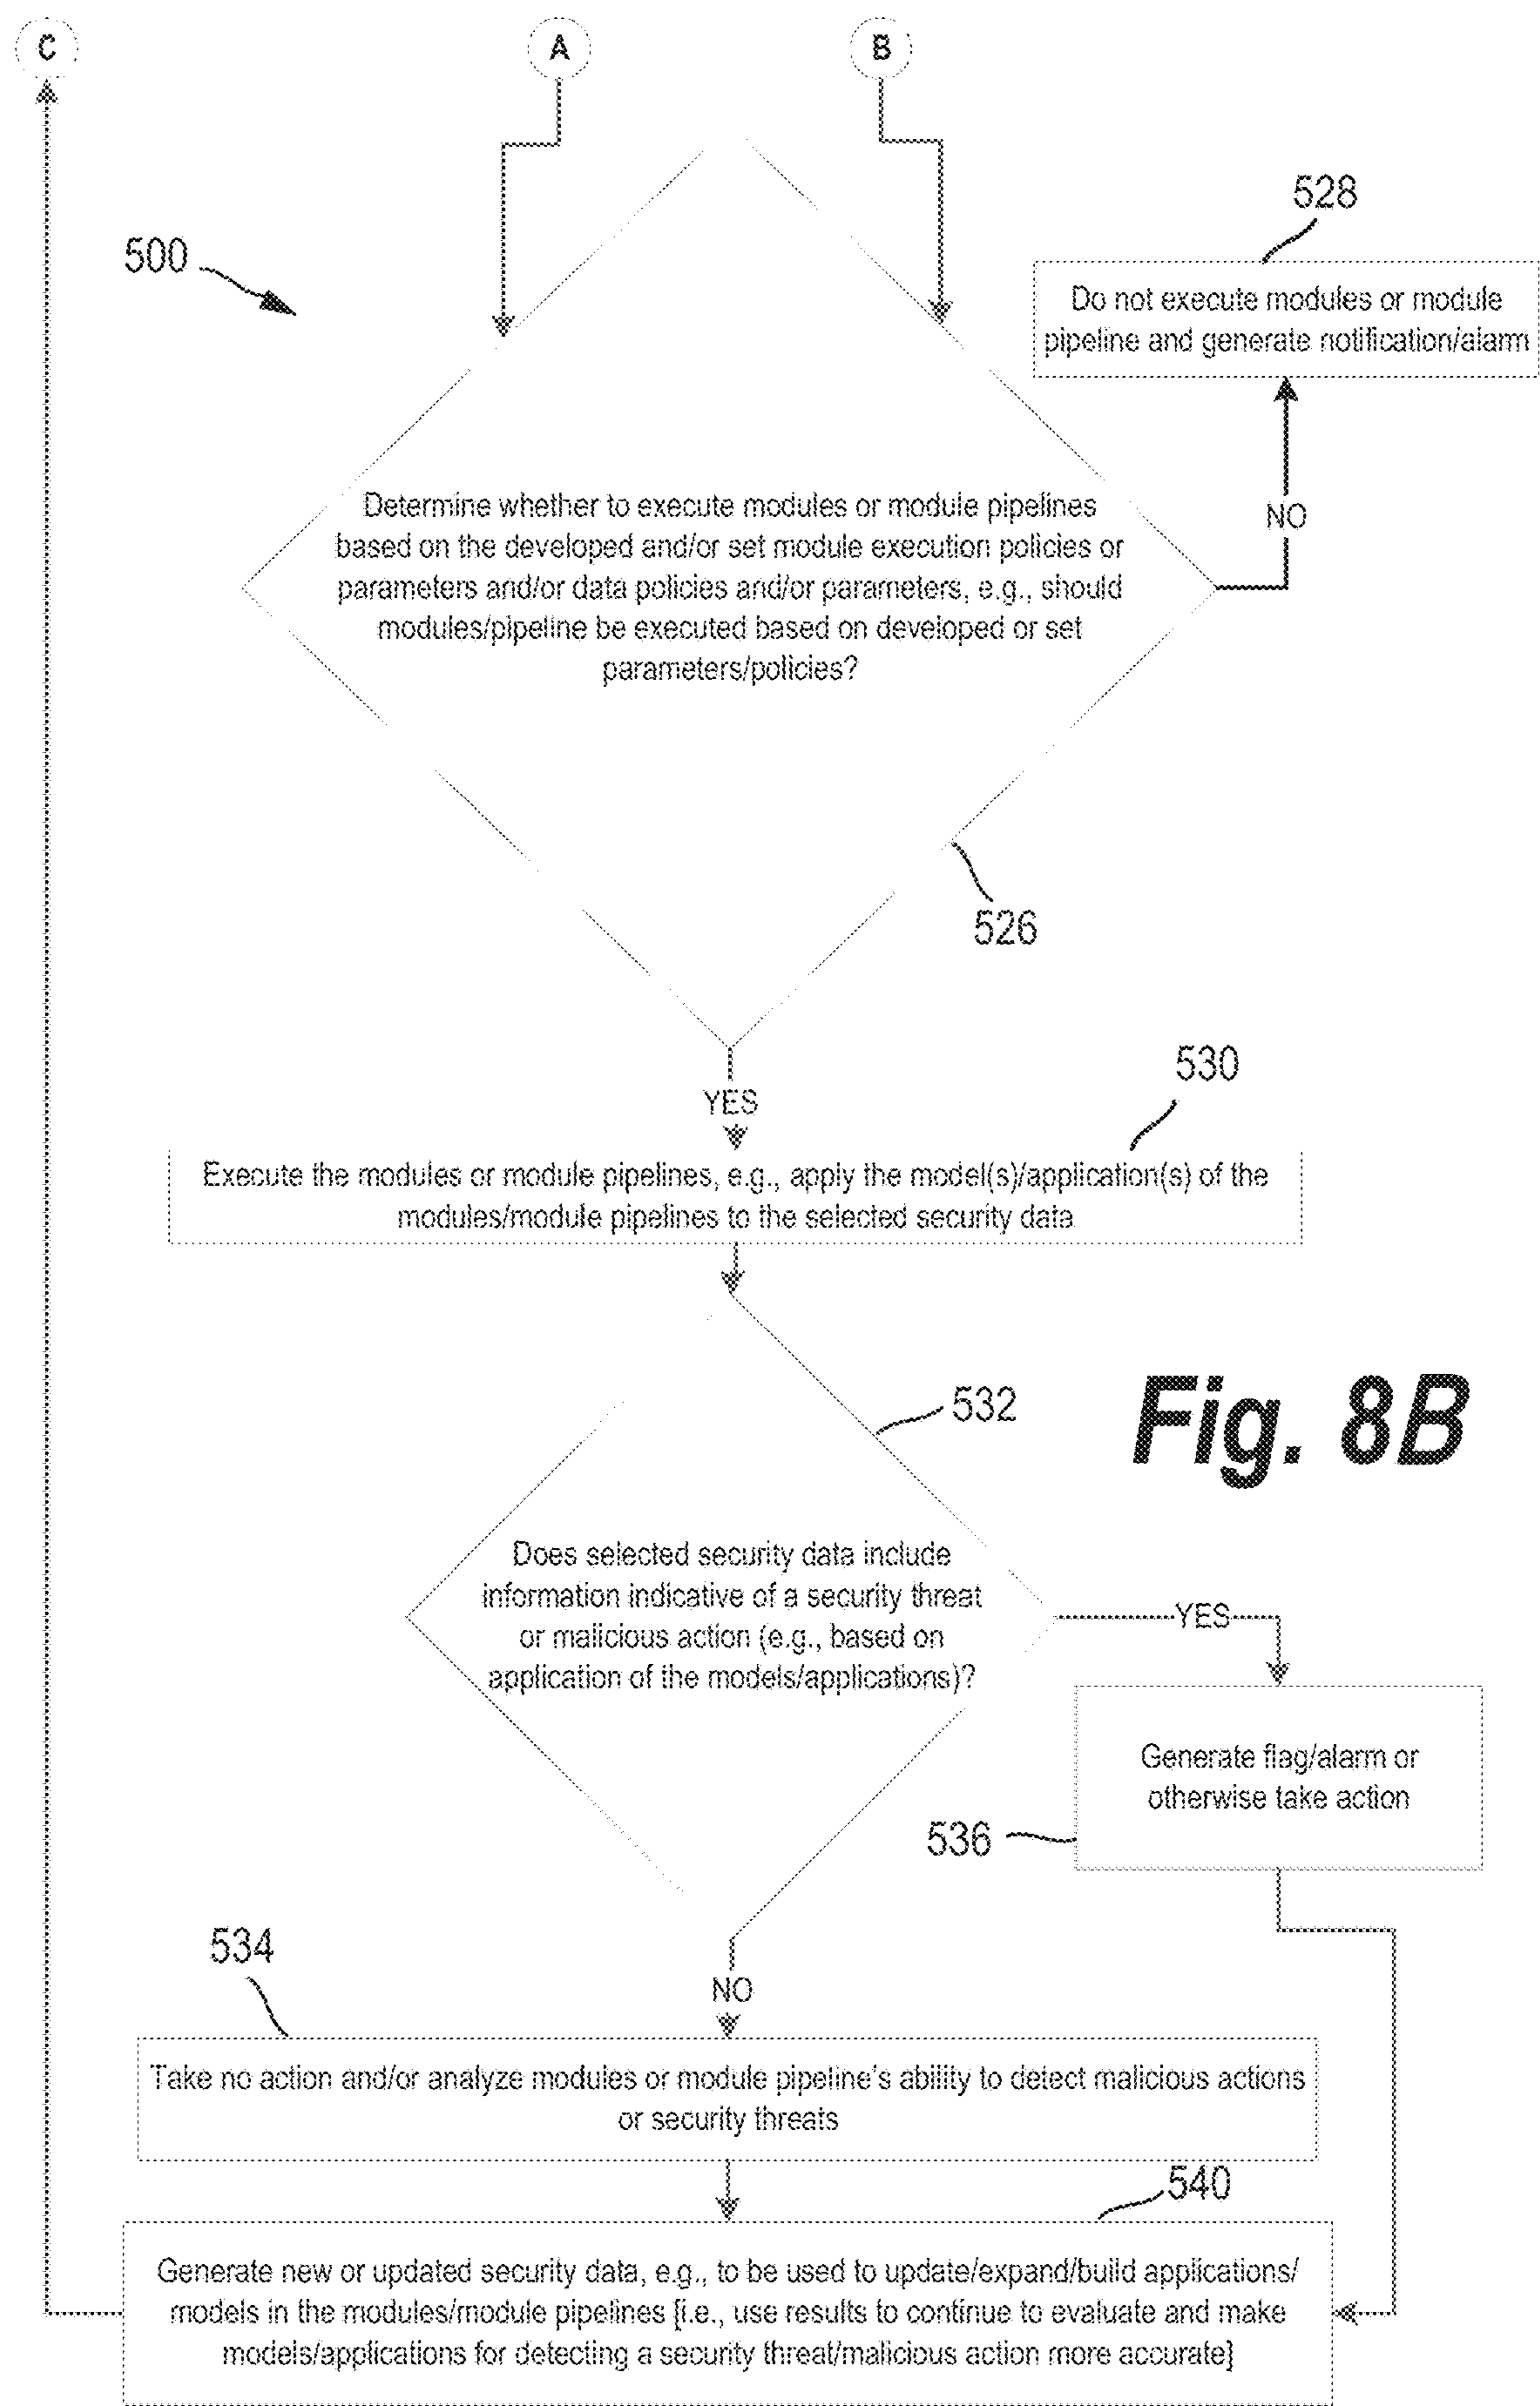 C
A
B
500
528
Do not execute modules or module
pipeline and generate notification/alarm
NO
Determine whether to execute modules or module pipelines
based on the developed and/or set module execution policies or
parameters and/or data policies and/or parameters, e.g., should
modules/pipeline be executed based on developed or set
parameters/policies?
526
YES
530
Execute the modules or module pipelines, e.g., apply the model(s)/application(s) of the
modules/module pipelines to the selected security data
532
Fig. 8B
Does selected security data include
information indicative of a security threat
or malicious action (e.g., based on
application of the models/applications)?
YES
Generate flag/alarm or
otherwise take action
536
NO
534
Take no action and/or analyze modules or module pipeline's ability to detect malicious actions
or security threats
540
Generate new or updated security data, e.g., to be used to update/expand/build applications/
models in the modules/module pipelines [i.e., use results to continue to evaluate and make
models/applications for detecting a security threat/malicious action more accurate]